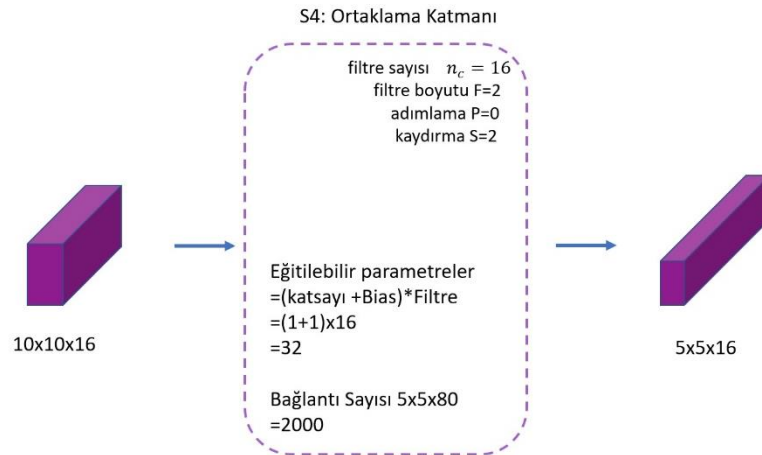 S4: Ortaklama Katmanı
filtre sayısı n_c = 16
filtre boyutu F=2
adımlama P=0
kaydırma S=2
Eğitilebilir parametreler
=(katsayı +Bias)*Filtre
=(1+1)x16
=32
10x10x16
5x5x16
Bağlantı Sayısı 5x5x80
=2000